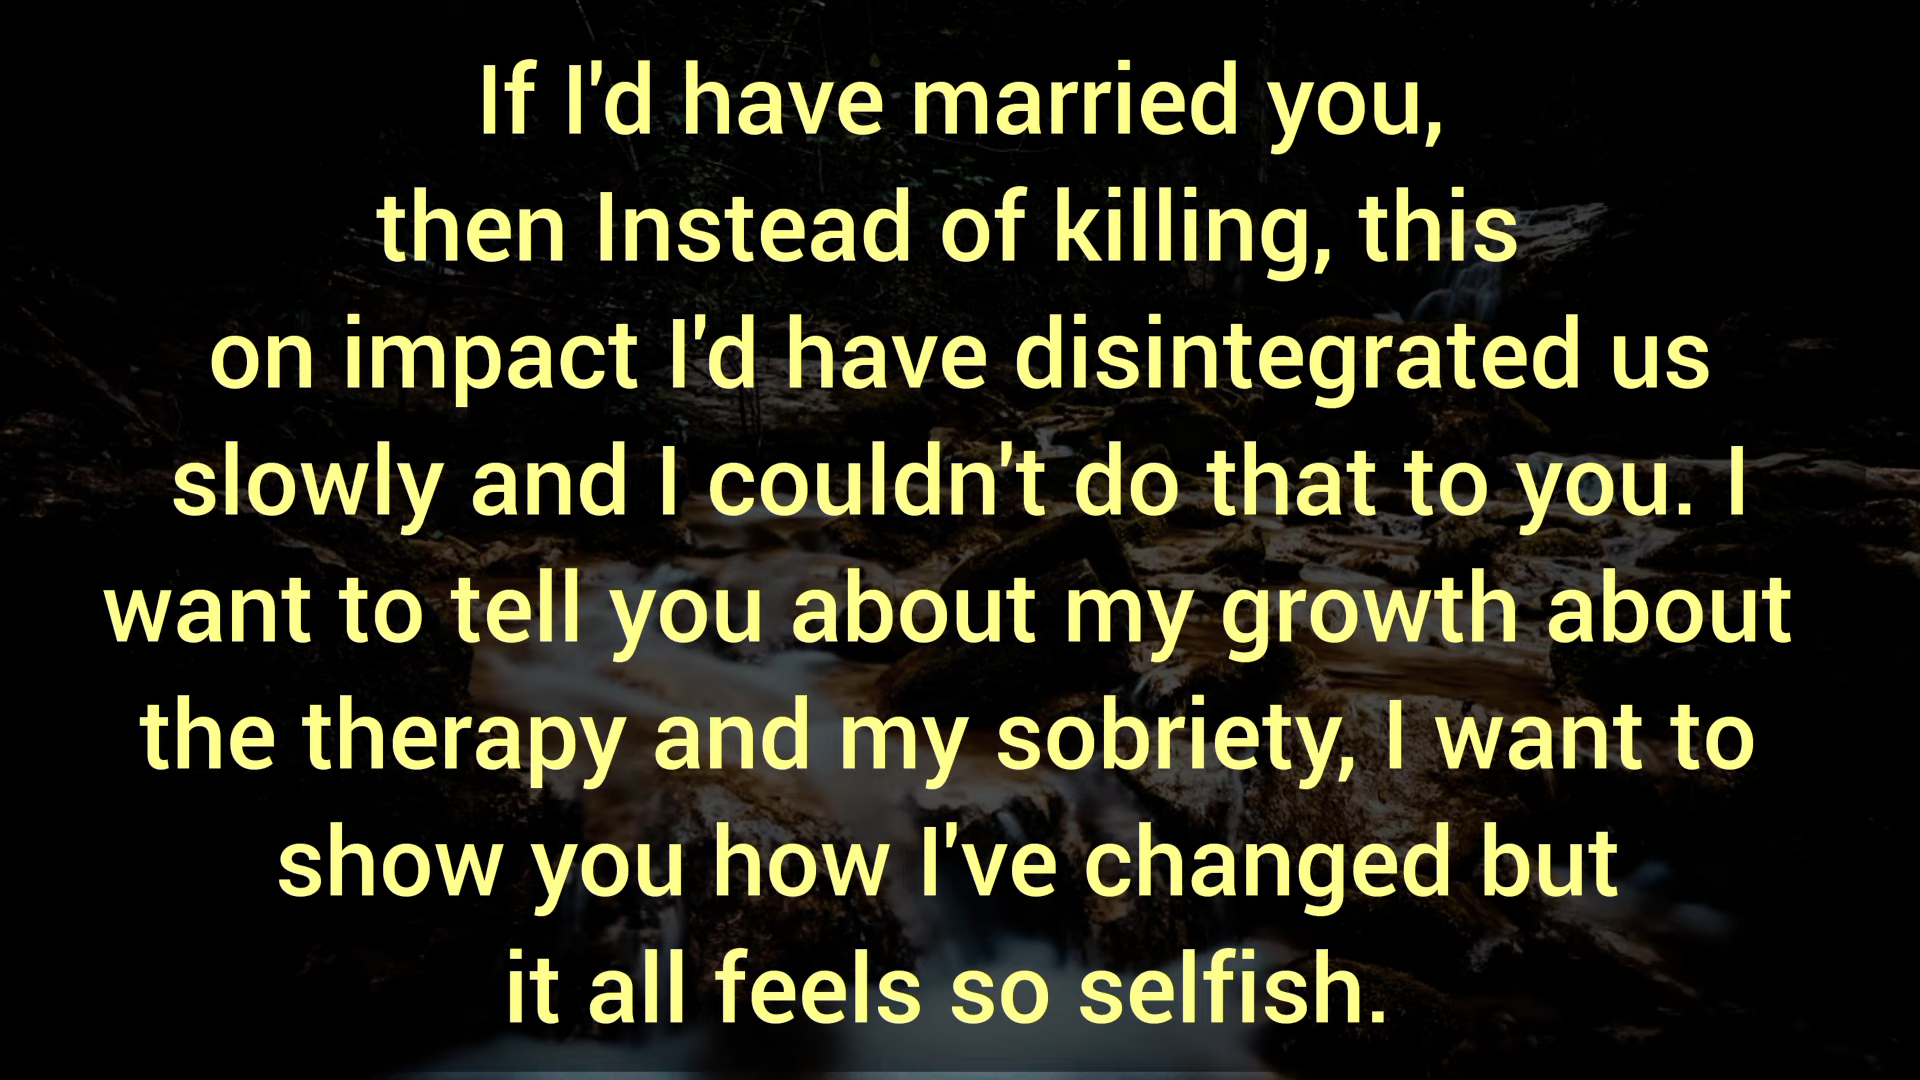 If I'd have married you,
then Instead of killing, this
on impact I'd have disintegrated us
slowly and I couldn't do that to you. I
want to tell you about my growth about
the therapy and my sobriety, I want to
show you how I've changed but
it all feels so selfish.